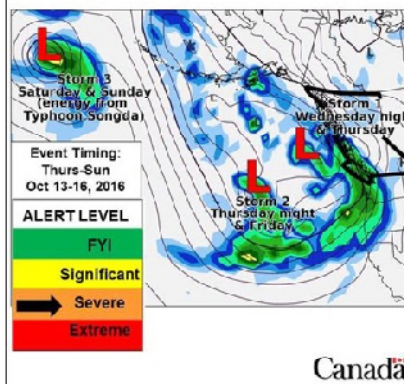 L
Storm 3
Saturday & Sunday
(energy from
Typhoon Songda)
Storm 1
Wednesday night
& Thursday
L
L
Storm 2
Thursday night
& Friday
Event Timing:
Thurs-Sun
Oct 13-16, 2016
ALERT LEVEL
FYI
Significant
Severe
Extreme
Canada